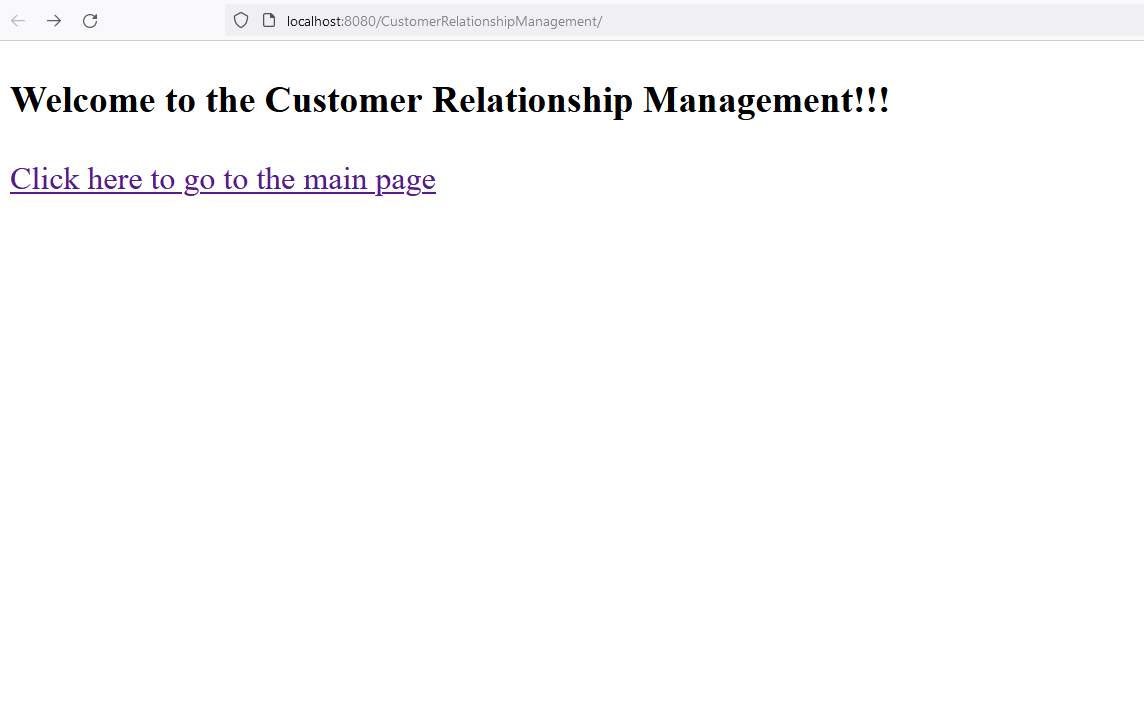 localhost:8080/CustomerRelationshipManagement/
Welcome to the Customer Relationship Management!!!
Click here to go to the main page